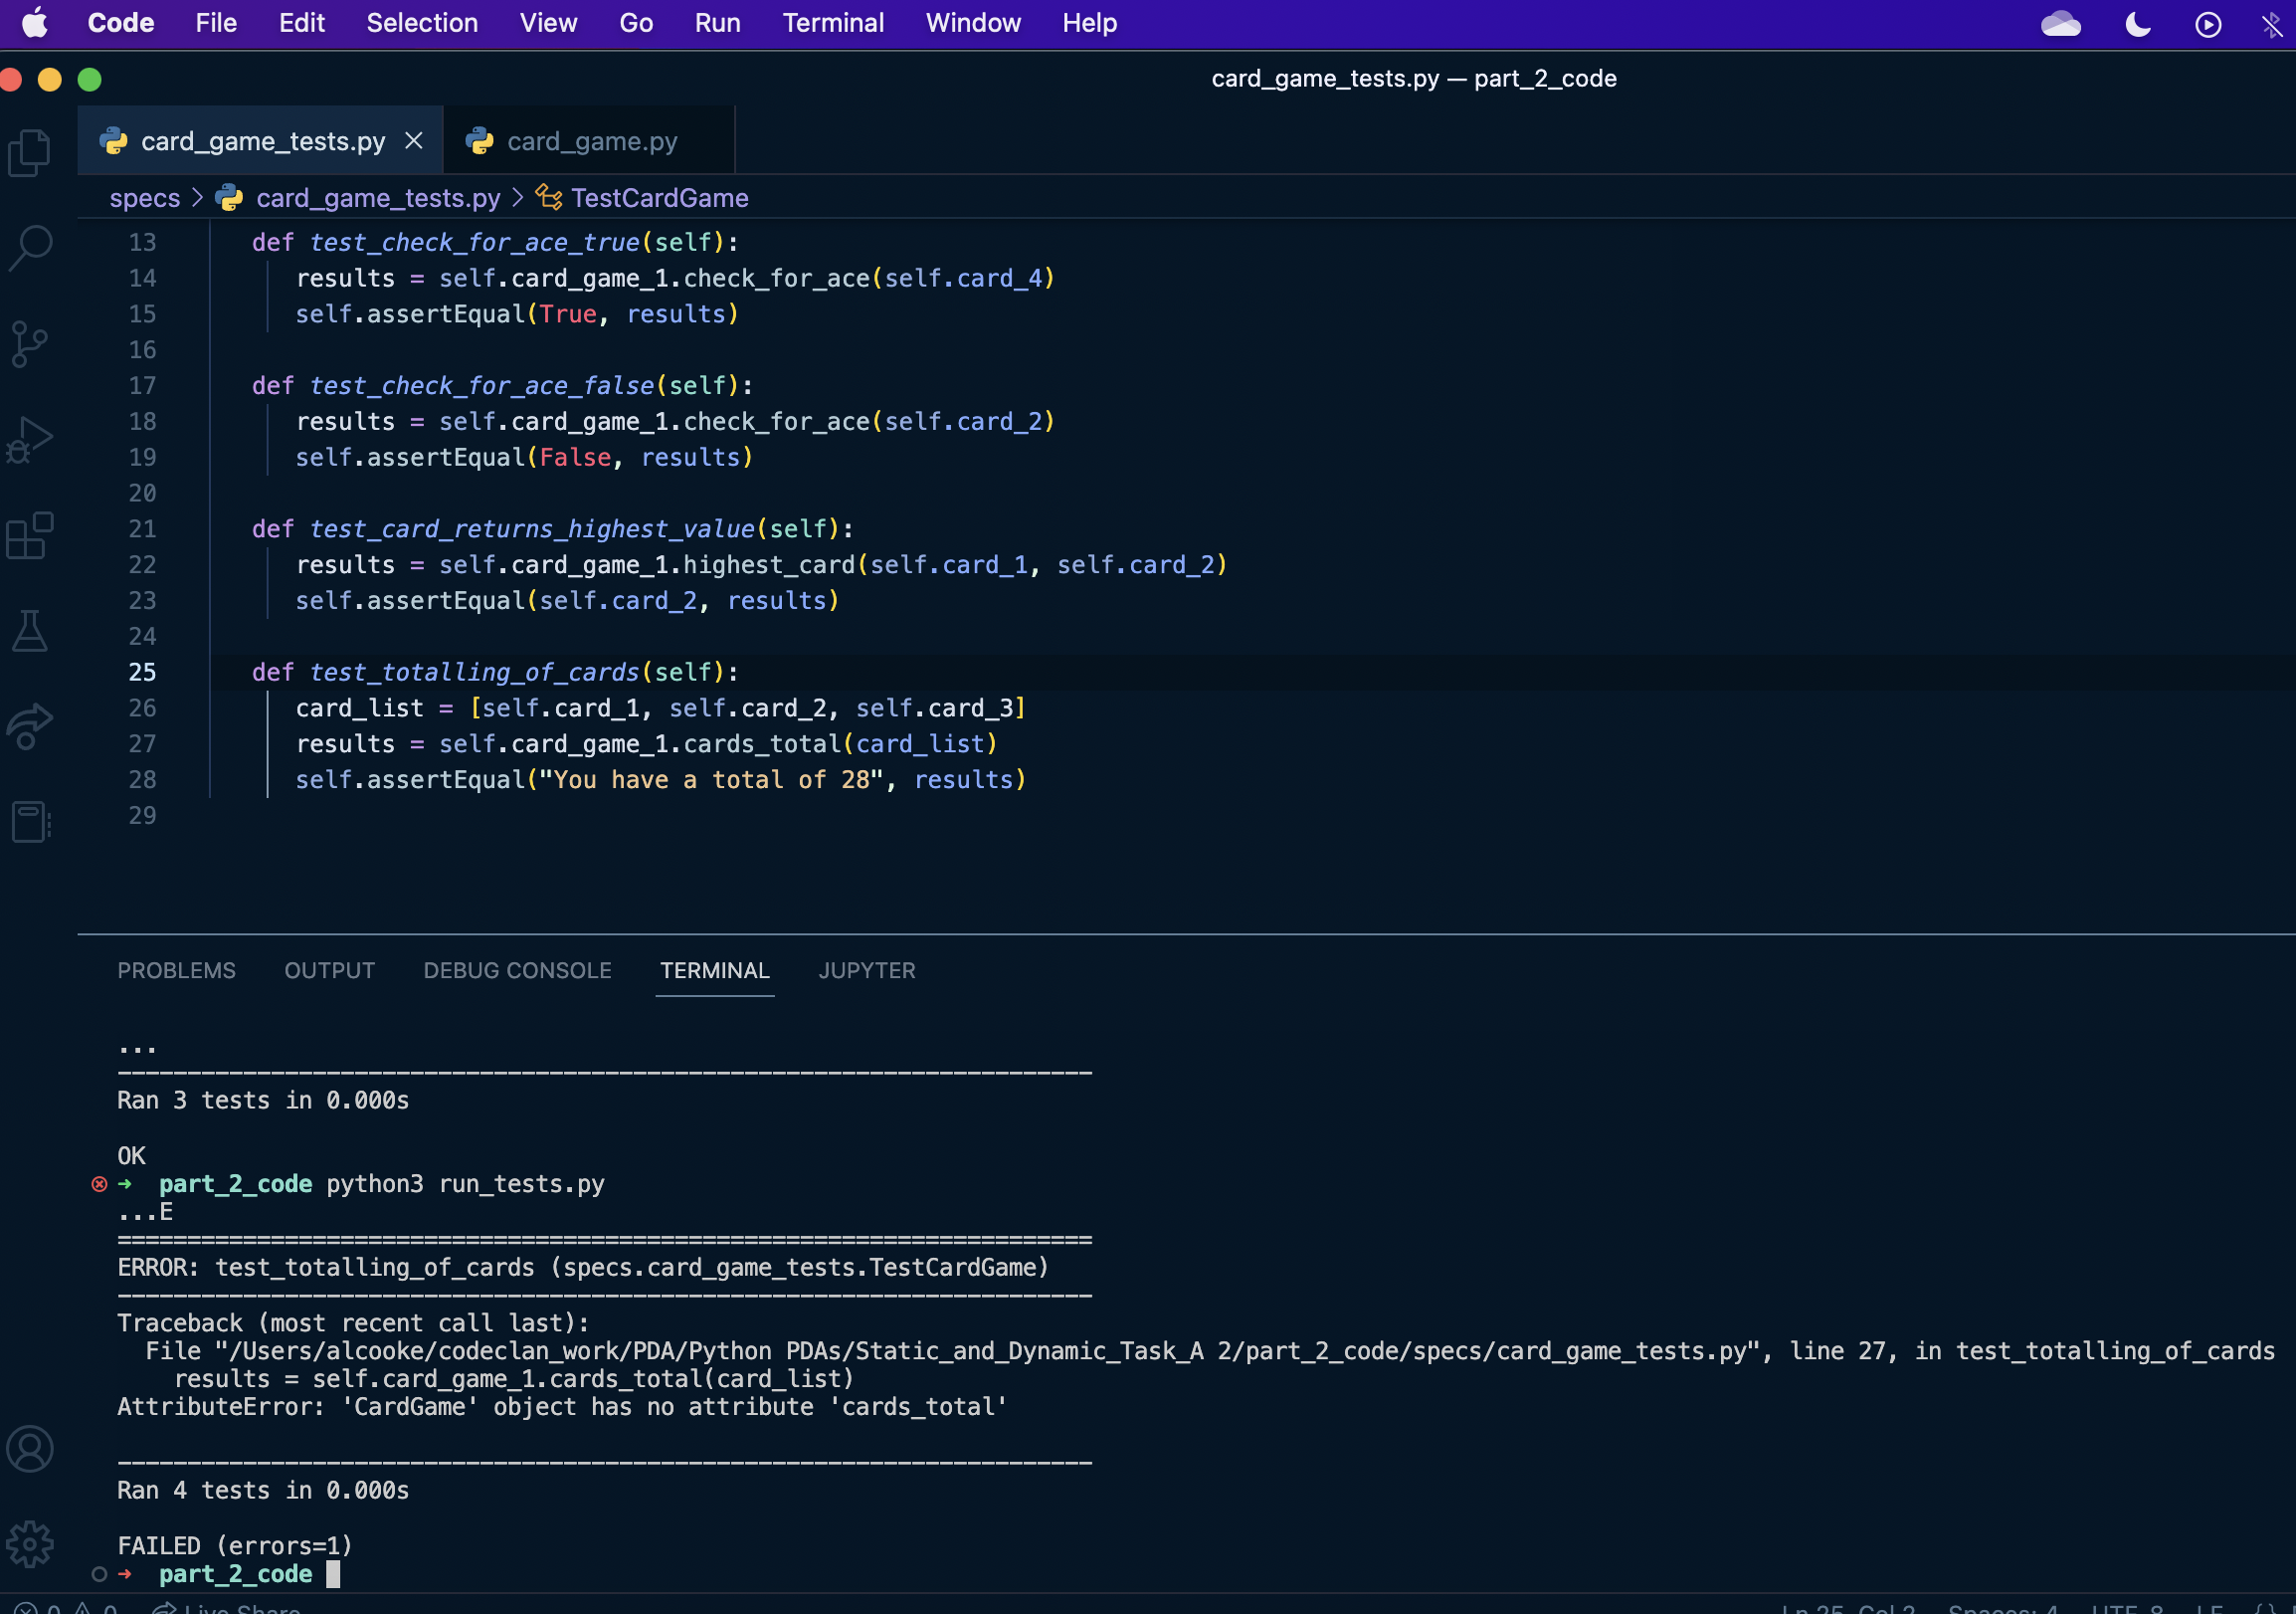 Code File Edit Selection View Go Run Terminal Window Help
card_game_tests.py — part_2_code
card_game_tests.py card_game.py
specs > card_game_tests.py > TestCardGame
13 def test_check_for_ace_true(self):
14 results = self.card_game_1.check_for_ace(self.card_4)
15 self.assertEqual(True, results)
16
17 def test_check_for_ace_false(self):
18 results = self.card_game_1.check_for_ace(self.card_2)
19 self.assertEqual(False, results)
20
21 def test_card_returns_highest_value(self):
22 results = self.card_game_1.highest_card(self.card_1, self.card_2)
23 self.assertEqual(self.card_2, results)
24
25 def test_totalling_of_cards(self):
26 card_list = [self.card_1, self.card_2, self.card_3]
27 results = self.card_game_1.cards_total(card_list)
28 self.assertEqual("You have a total of 28", results)
29
PROBLEMS OUTPUT DEBUG CONSOLE TERMINAL JUPYTER
...
----------------------------------------------------------------------
Ran 3 tests in 0.000s
OK
➜ part_2_code python3 run_tests.py
...E
======================================================================
ERROR: test_totalling_of_cards (specs.card_game_tests.TestCardGame)
----------------------------------------------------------------------
Traceback (most recent call last):
File "/Users/alcooke/codeclan_work/PDA/Python PDAs/Static_and_Dynamic_Task_A 2/part_2_code/specs/card_game_tests.py", line 27, in test_totalling_of_cards
results = self.card_game_1.cards_total(card_list)
AttributeError: 'CardGame' object has no attribute 'cards_total'
----------------------------------------------------------------------
Ran 4 tests in 0.000s
FAILED (errors=1)
➜ part_2_code
0 0 Live Share Ln 25, Col 2 Spaces: 4 UTF-8 LF